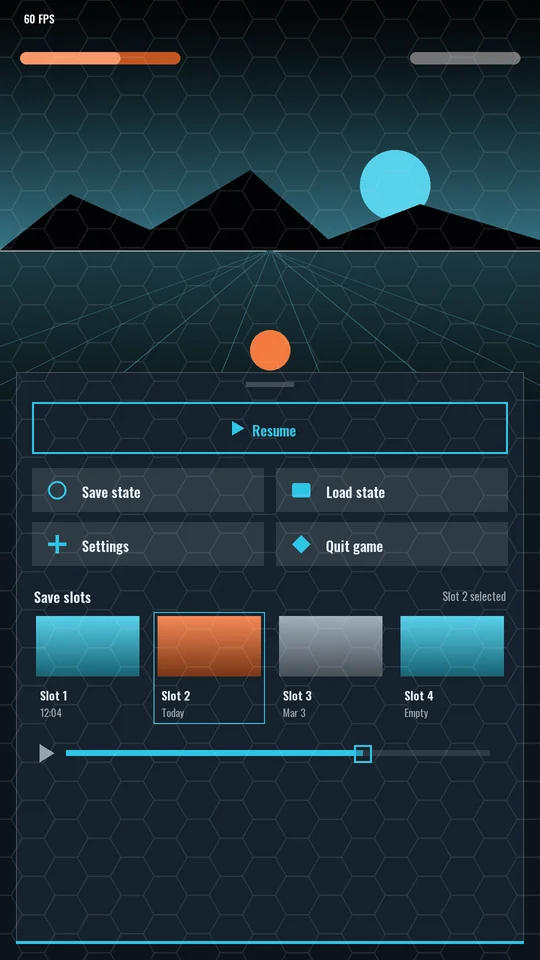 60 FPS
Resume
Save state
Load state
Settings
Quit game
Save slots
Slot 2 selected
Slot 1
12:04
Slot 2
Today
Slot 3
Mar 3
Slot 4
Empty